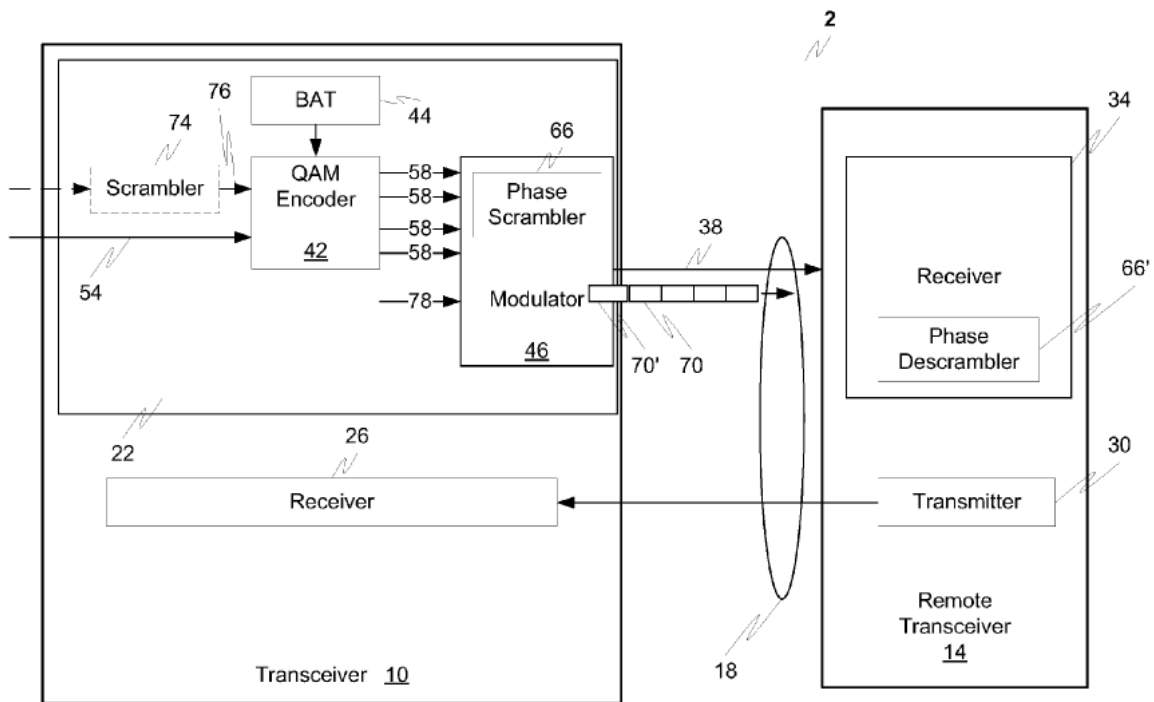 2
34
BAT
76
44
74
66
Scrambler
QAM
Encoder
42
58
58
58
58
Phase
Scrambler
38
Receiver
66'
54
78
Modulator
46
70'
70
Phase
Descrambler
22
26
Receiver
30
Transmitter
Remote
Transceiver
14
18
Transceiver 10